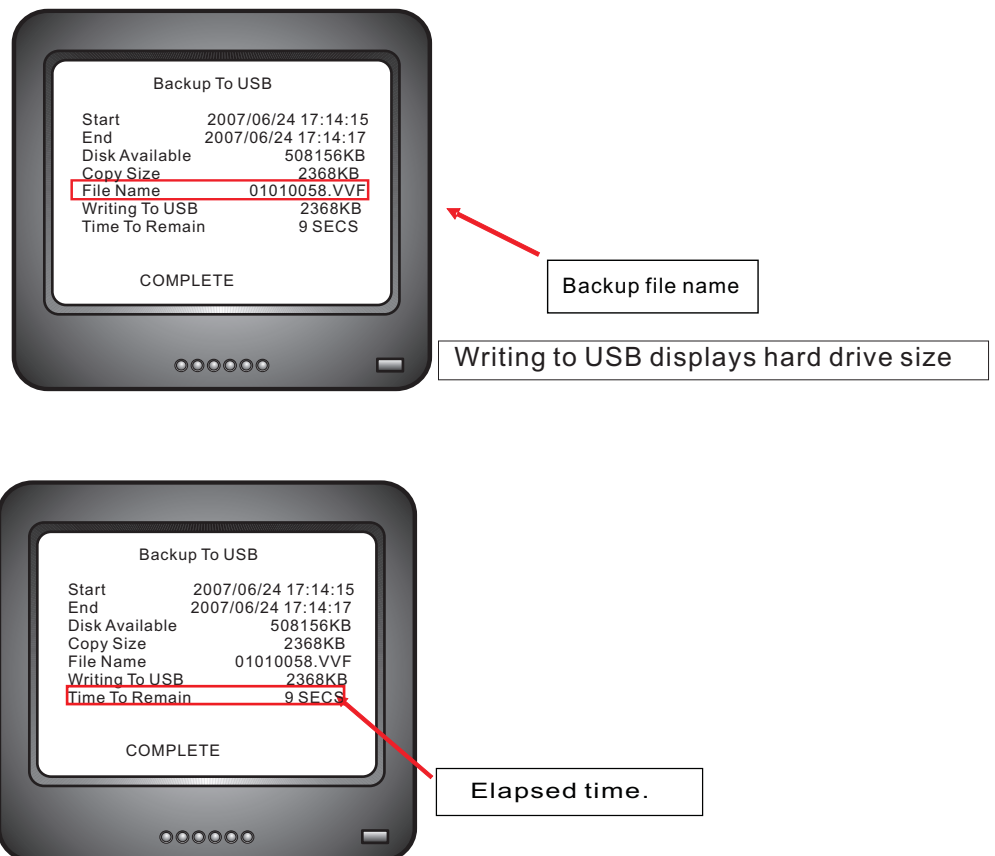 Backup To USB
Start 2007/06/24 17:14:15
End 2007/06/24 17:14:17
Disk Available 508156KB
Copy Size 2368KB
File Name 01010058.VVF
Writing To USB 2368KB
Time To Remain 9 SECS
COMPLETE
Backup file name
Writing to USB displays hard drive size
Backup To USB
Start 2007/06/24 17:14:15
End 2007/06/24 17:14:17
Disk Available 508156KB
Copy Size 2368KB
File Name 01010058.VVF
Writing To USB 2368KB
Time To Remain 9 SECS
COMPLETE
Elapsed time.